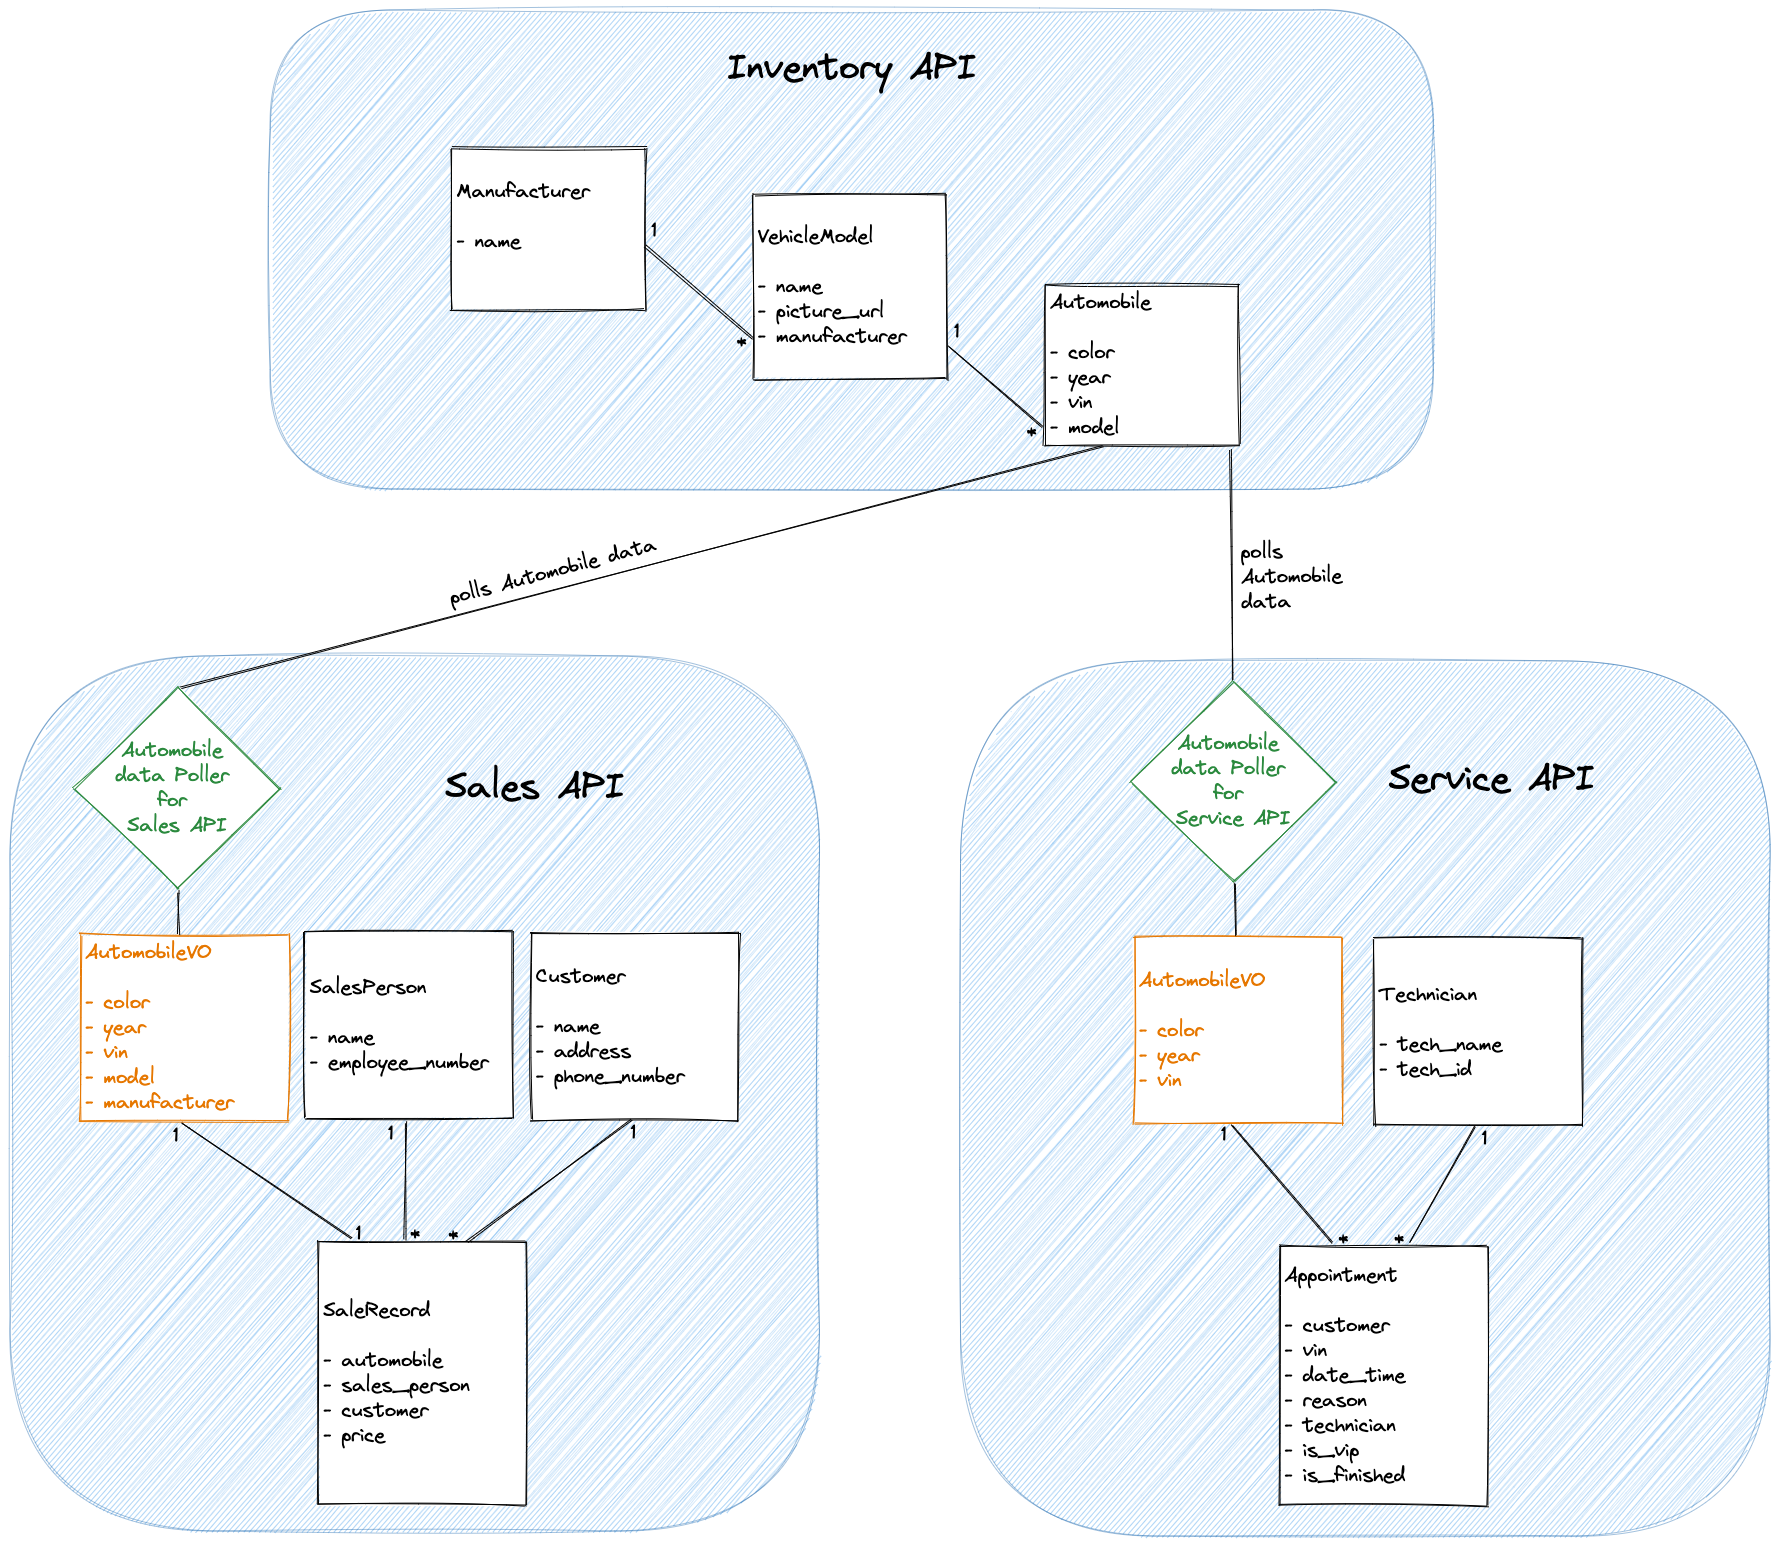 Inventory API
Manufacturer
- name
1
*
VehicleModel
- name
- picture_url
- manufacturer
1
*
Automobile
- color
- year
- vin
- model
polls Automobile data
polls
Automobile
data
Automobile
data Poller
for
Sales API
Sales API
AutomobileVO
- color
- year
- vin
- model
- manufacturer
SalesPerson
- name
- employee_number
Customer
- name
- address
- phone_number
1
1
1
1
*
*
SaleRecord
- automobile
- sales_person
- customer
- price
Automobile
data Poller
for
Service API
Service API
AutomobileVO
- color
- year
- vin
Technician
- tech_name
- tech_id
1
1
*
*
Appointment
- customer
- vin
- date_time
- reason
- technician
- is_vip
- is_finished